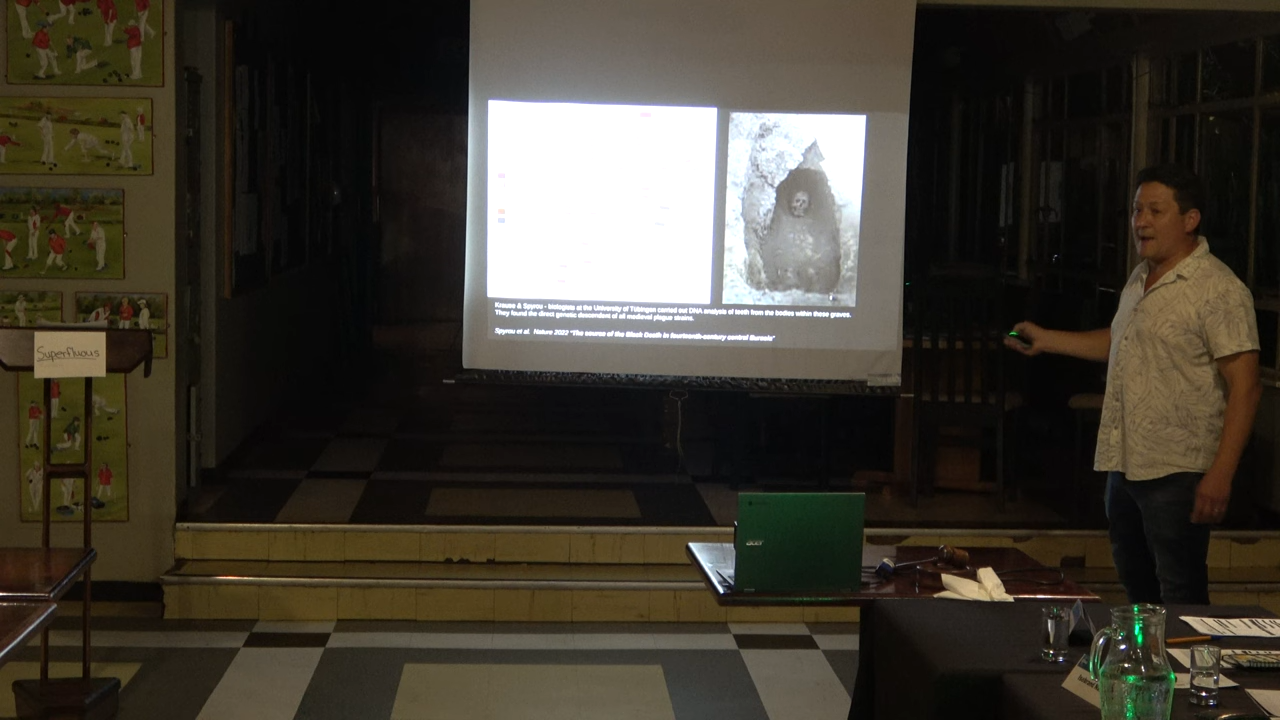 Krause & Spyrou - biologists at the University of Tübingen carried out DNA analysis of teeth from the bodies within these graves.
They found the direct genetic descendent of all medieval plague strains.
Spyrou et al. Nature 2022 "The source of the Black Death in fourteenth-century central Eurasia"
Superfluous
acer